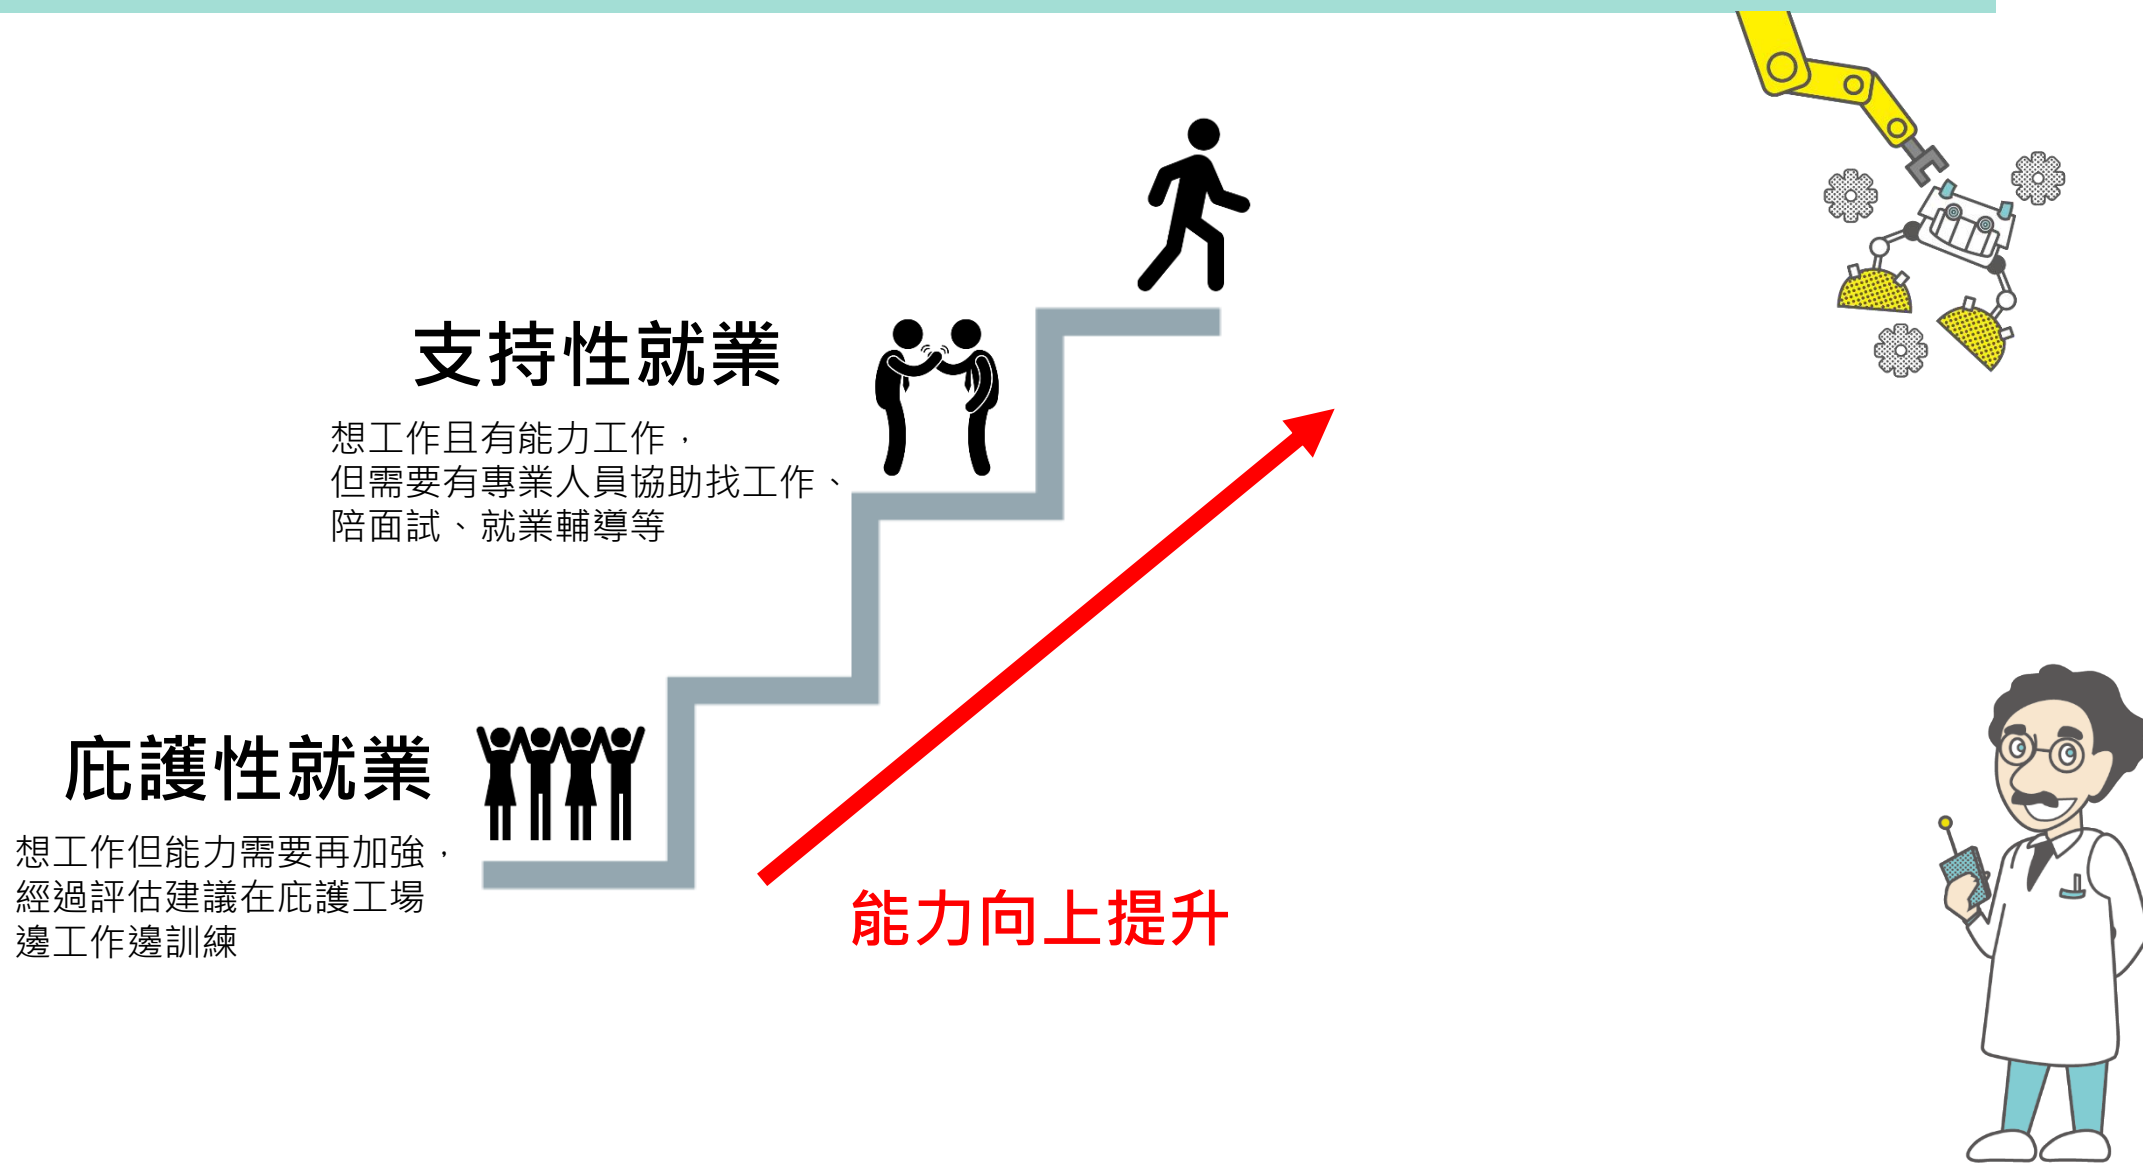 支持性就業
想工作且有能力工作，
但需要有專業人員協助找工作、
陪面試、就業輔導等
庇護性就業
想工作但能力需要再加強，
經過評估建議在庇護工場
邊工作邊訓練
能力向上提升